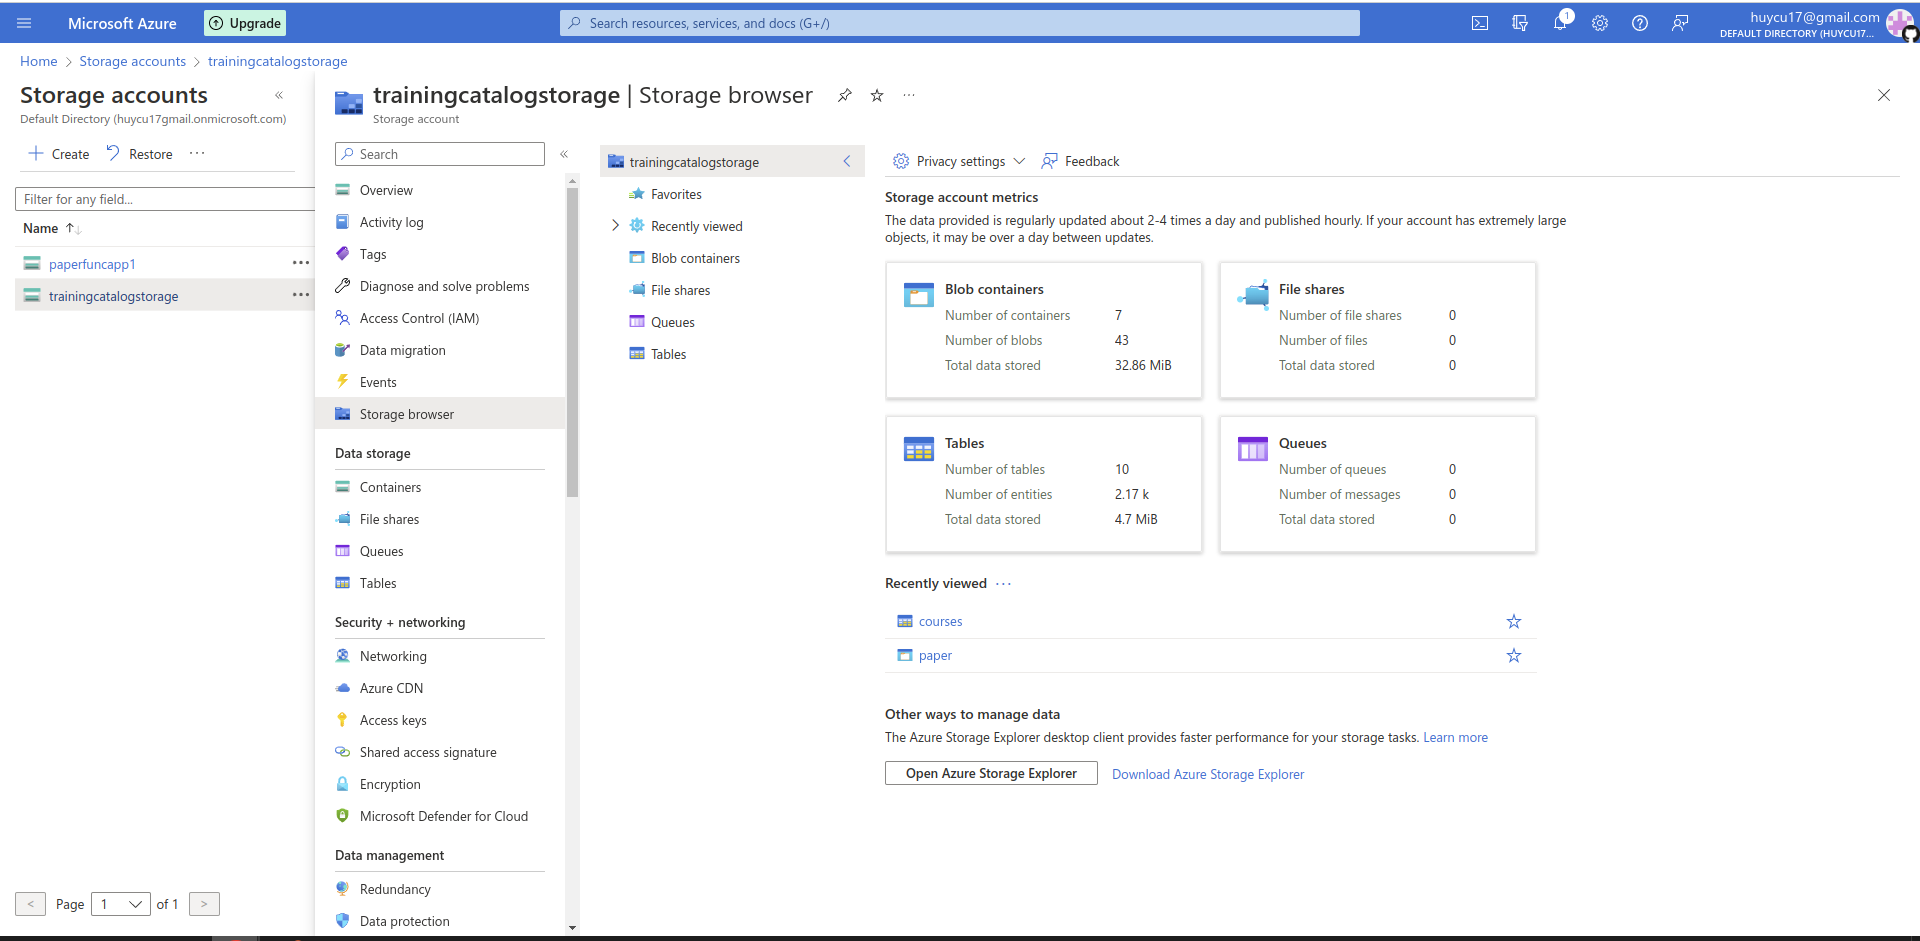 Microsoft Azure
Upgrade
Search resources, services, and docs (G+/)
1
huycu17@gmail.com
DEFAULT DIRECTORY (HUYCU17...
Home > Storage accounts > trainingcatalogstorage
Storage accounts
«
Default Directory (huycu17gmail.onmicrosoft.com)
+ Create
Restore
...
Filter for any field...
Name ↑↓
paperfuncapp1
...
trainingcatalogstorage
...
< Page 1 of 1 >
trainingcatalogstorage | Storage browser
...
Storage account
Search
«
Overview
Activity log
Tags
Diagnose and solve problems
Access Control (IAM)
Data migration
Events
Storage browser
Data storage
Containers
File shares
Queues
Tables
Security + networking
Networking
Azure CDN
Access keys
Shared access signature
Encryption
Microsoft Defender for Cloud
Data management
Redundancy
Data protection
trainingcatalogstorage
Favorites
Recently viewed
Blob containers
File shares
Queues
Tables
Privacy settings
Feedback
Storage account metrics
The data provided is regularly updated about 2-4 times a day and published hourly. If your account has extremely large
objects, it may be over a day between updates.
Blob containers
Number of containers 7
Number of blobs 43
Total data stored 32.86 MiB
File shares
Number of file shares 0
Number of files 0
Total data stored 0
Tables
Number of tables 10
Number of entities 2.17 k
Total data stored 4.7 MiB
Queues
Number of queues 0
Number of messages 0
Total data stored 0
Recently viewed ...
courses
paper
Other ways to manage data
The Azure Storage Explorer desktop client provides faster performance for your storage tasks. Learn more
Open Azure Storage Explorer
Download Azure Storage Explorer